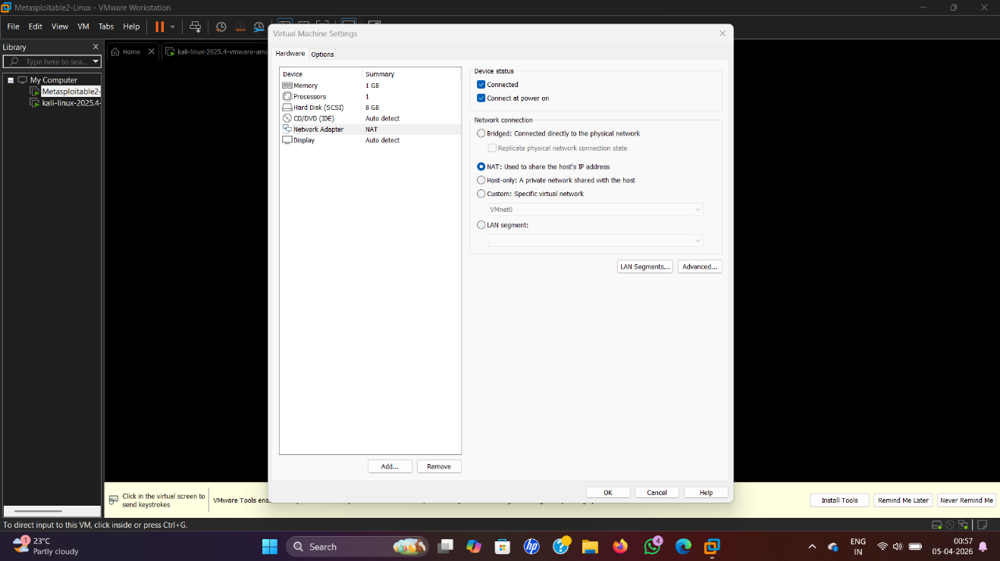 Metasploitable2-Linux - VMware Workstation
File Edit View VM Tabs Help
Library
Type here to sea...
My Computer
Metasploitable2-
kali-linux-2025.4-
Home
kali-linux-2025.4-vmware-amd
Virtual Machine Settings
Hardware Options
Device Summary
Memory 1 GB
Processors 1
Hard Disk (SCSI) 8 GB
CD/DVD (IDE) Auto detect
Network Adapter NAT
Display Auto detect
Add... Remove
Device status
Connected
Connect at power on
Network connection
Bridged: Connected directly to the physical network
Replicate physical network connection state
NAT: Used to share the host's IP address
Host-only: A private network shared with the host
Custom: Specific virtual network
VMnet0
LAN segment:
LAN Segments... Advanced...
OK Cancel Help
Click in the virtual screen to
send keystrokes
VMware Tools
Install Tools Remind Me Later Never Remind Me
To direct input to this VM, click inside or press Ctrl+G.
1
23°C
Partly cloudy
Search
4
ENG
IN
00:57
05-04-2026